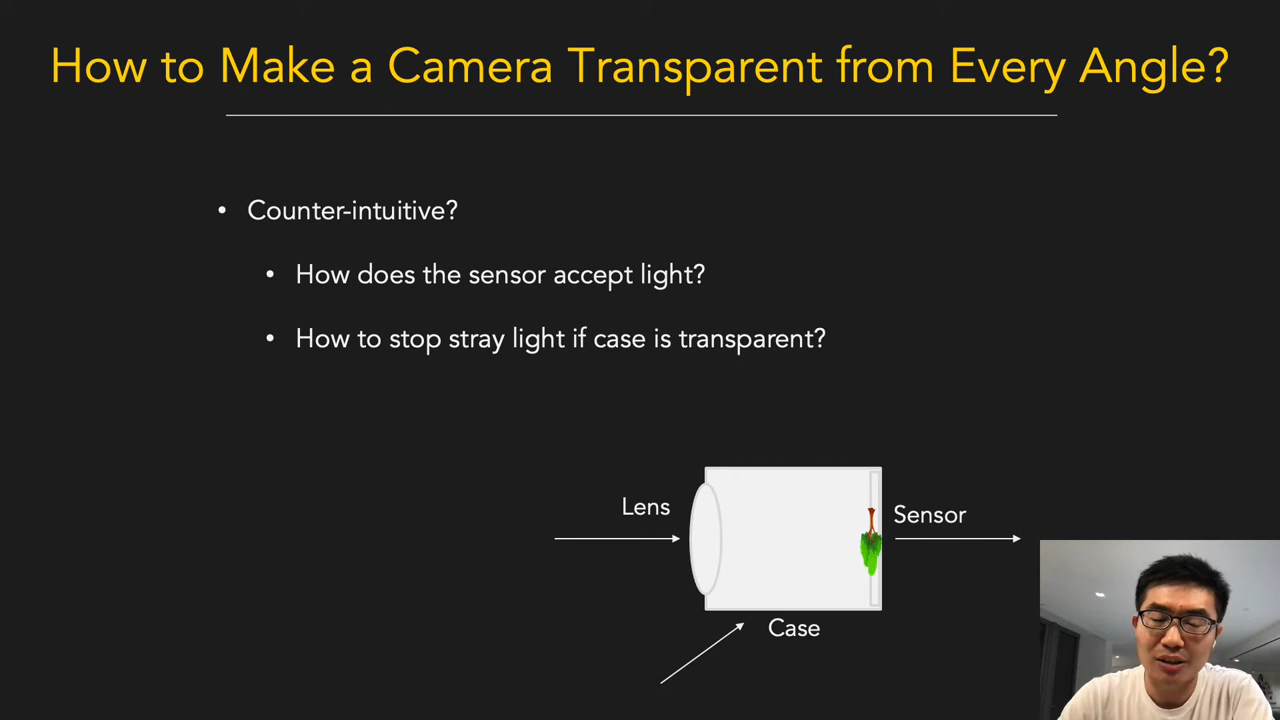 How to Make a Camera Transparent from Every Angle?
• Counter-intuitive?
• How does the sensor accept light?
• How to stop stray light if case is transparent?
Lens
Sensor
Case